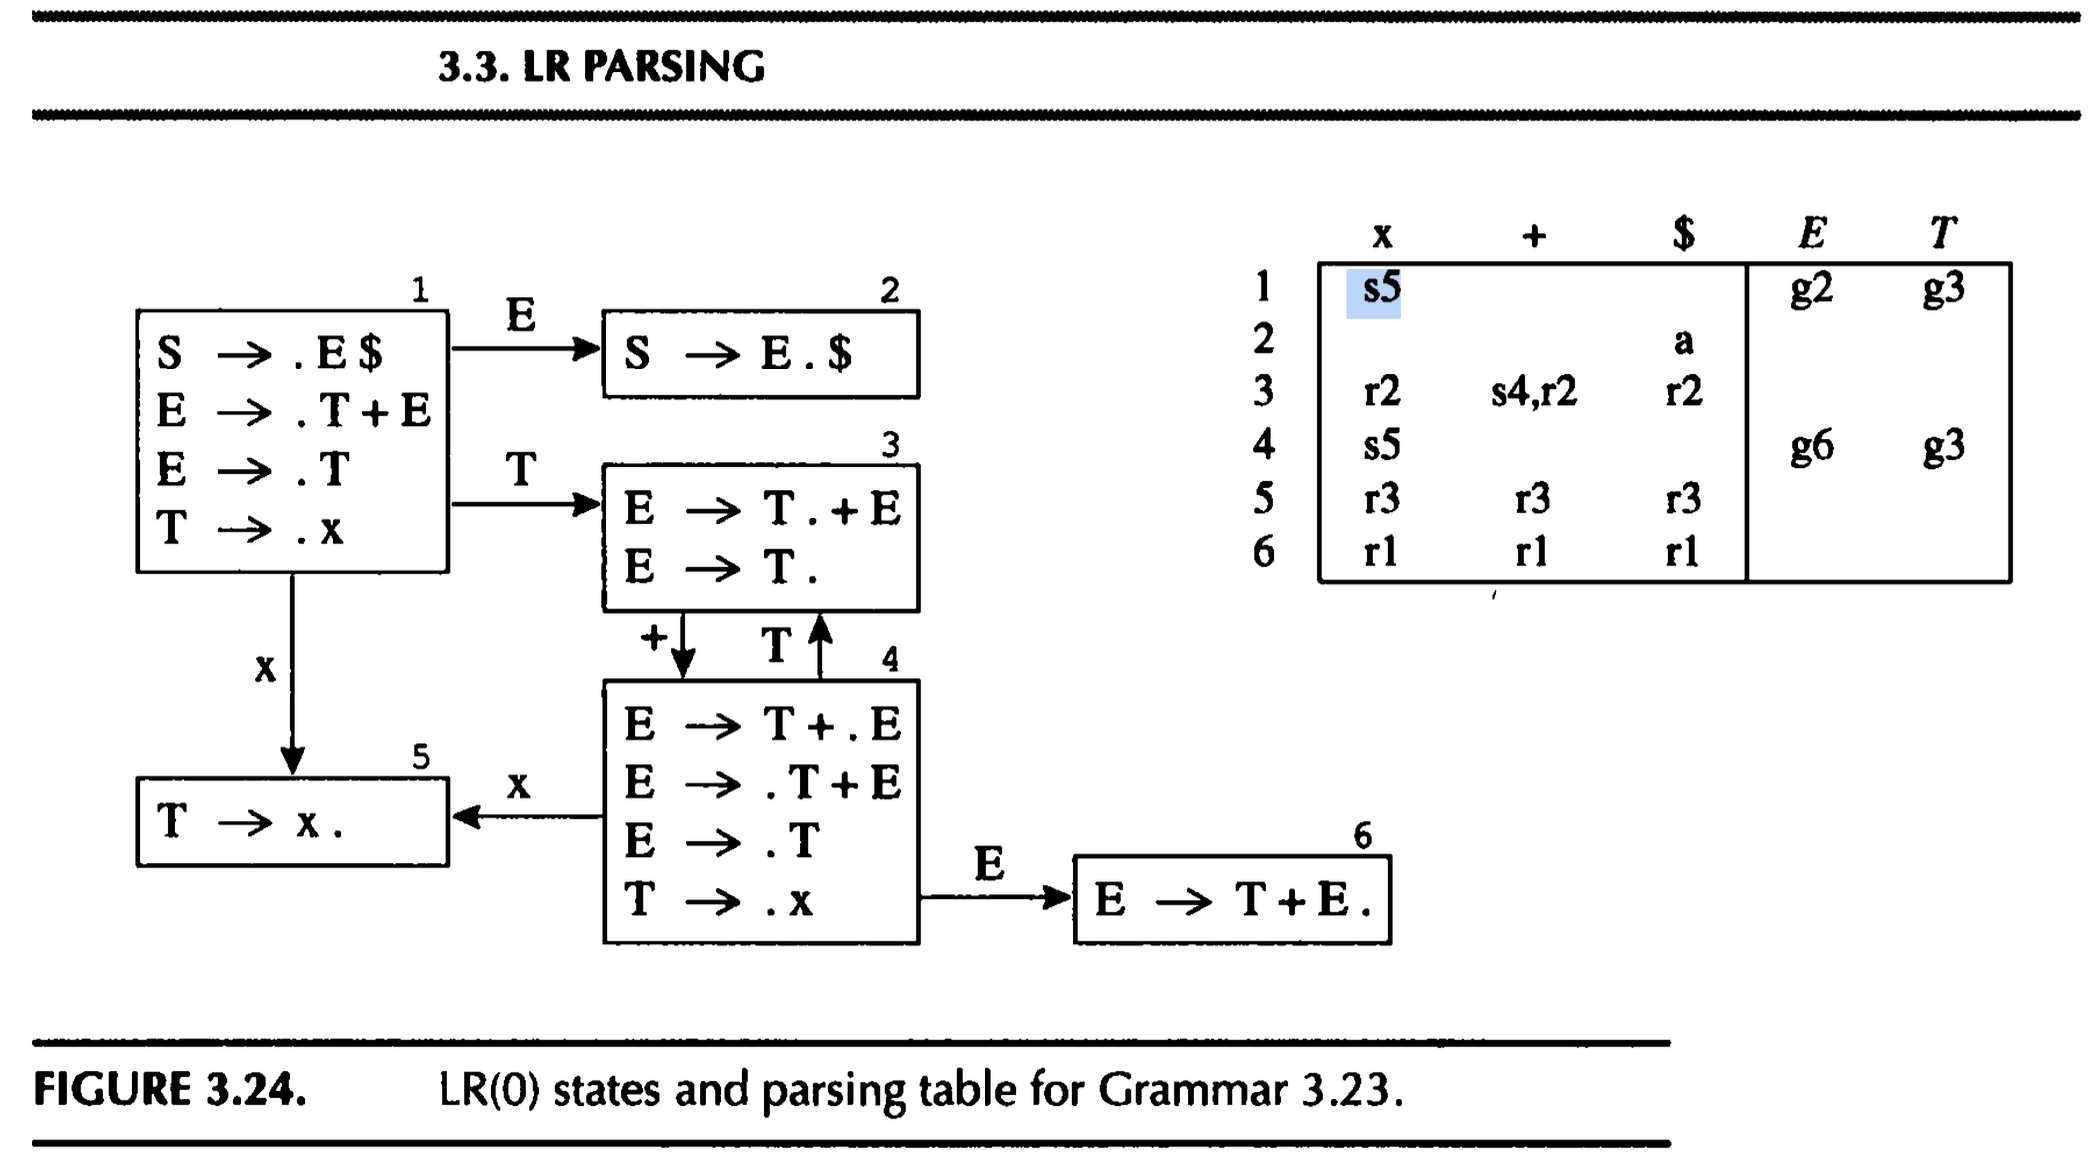 3.3. LR PARSING
1
S → . E $
E → . T + E
E → . T
T → . x
E
2
S → E . $
T
3
E → T . + E
E → T .
+
T
4
E → T + . E
E → . T + E
E → . T
T → . x
x
5
T → x .
x
E
6
E → T + E .
x + $ E T
1 s5 g2 g3
2 a
3 r2 s4,r2 r2
4 s5 g6 g3
5 r3 r3 r3
6 r1 r1 r1
FIGURE 3.24. LR(0) states and parsing table for Grammar 3.23.